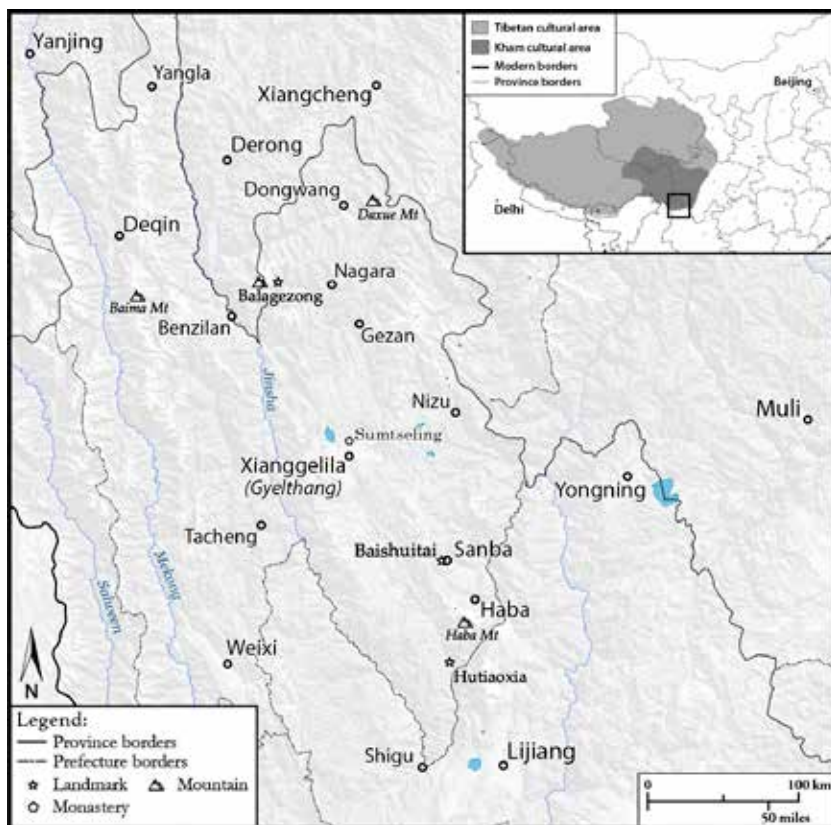 Yanjing
Yangla
Xiangcheng
Derong
Dongwang
Daxue Mt
Deqin
Nagara
Balagezong
Baima Mt
Benzilan
Gezan
Jinsha
Nizu
Muli
Sumtseling
Xianggelila
(Gyelthang)
Yongning
Tacheng
Baishuitai
Sanba
Mekong
Salween
Haba
Haba Mt
Weixi
Hutiaoxia
N
Shigu
Lijiang
Legend:
Province borders
Prefecture borders
Landmark
Mountain
Monastery
0
100 km
50 miles
Tibetan cultural area
Kham cultural area
Modern borders
Province borders
Beijing
Delhi